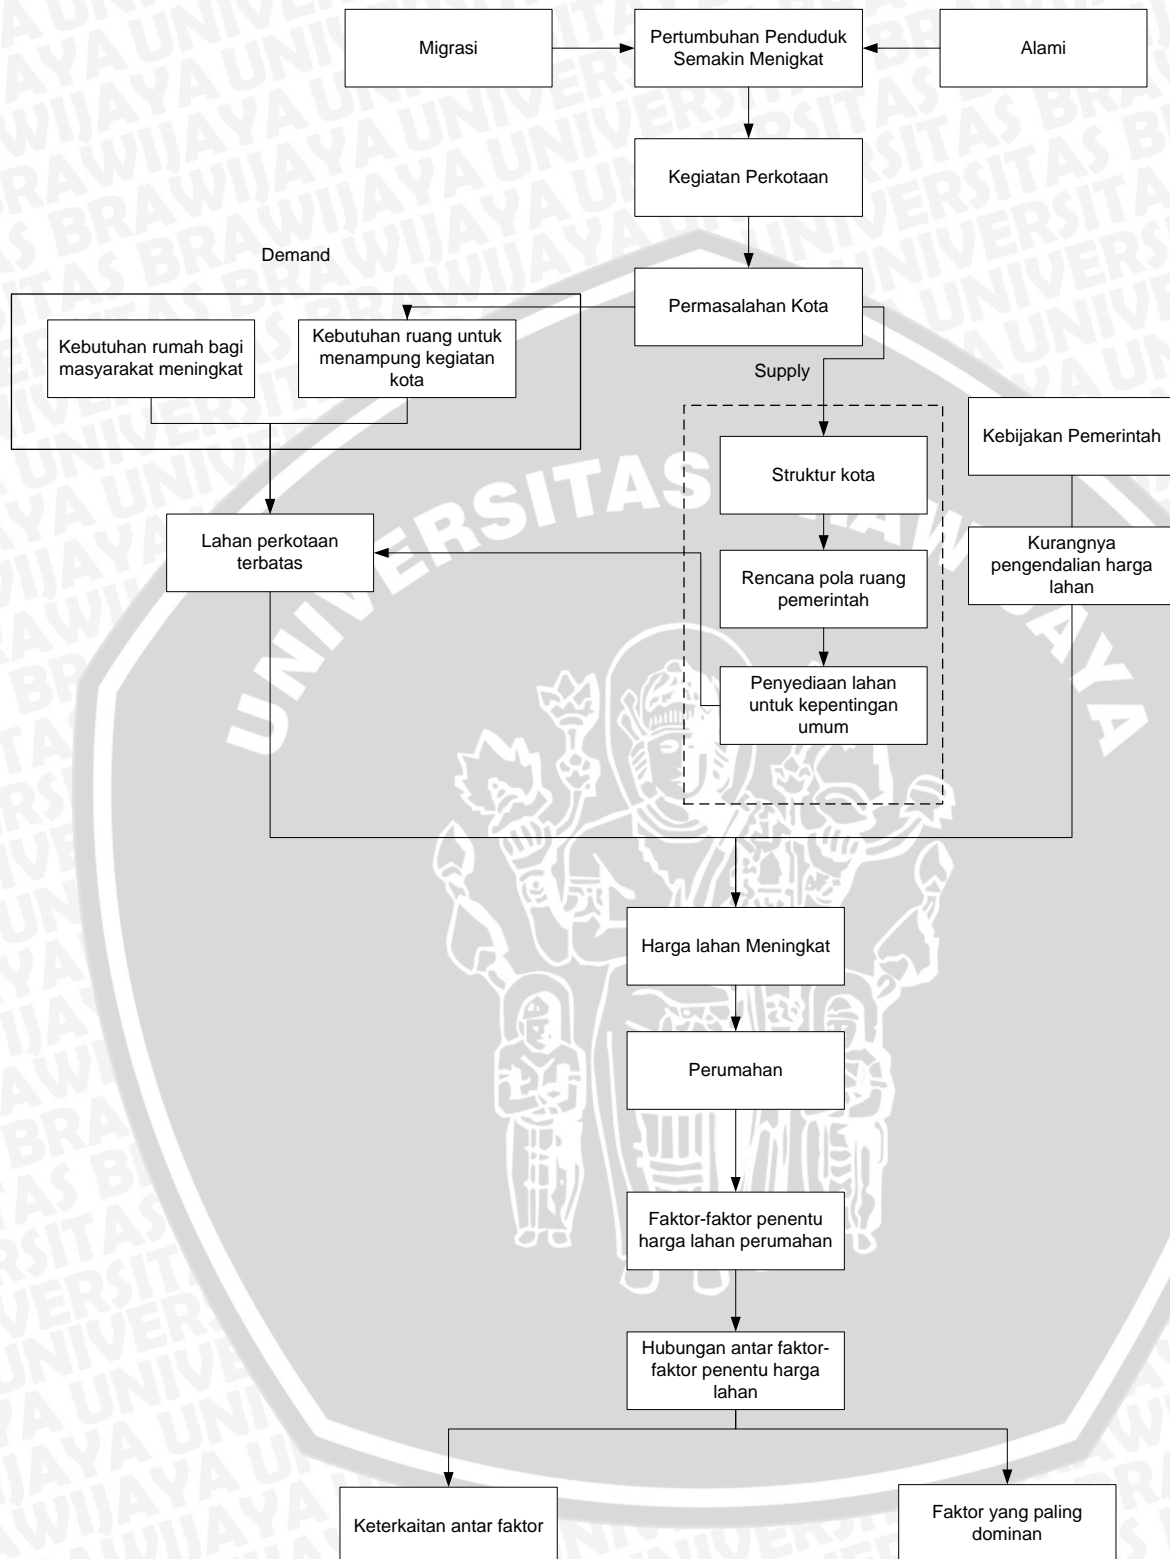 Migrasi
Pertumbuhan Penduduk
Semakin Menigkat
Alami
Kegiatan Perkotaan
Demand
Permasalahan Kota
Kebutuhan rumah bagi
masyarakat meningkat
Kebutuhan ruang untuk
menampung kegiatan
kota
Supply
Kebijakan Pemerintah
Struktur kota
Lahan perkotaan
terbatas
Kurangnya
pengendalian harga
lahan
Rencana pola ruang
pemerintah
Penyediaan lahan
untuk kepentingan
umum
Harga lahan Meningkat
Perumahan
Faktor-faktor penentu
harga lahan perumahan
Hubungan antar faktor-
faktor penentu harga
lahan
Keterkaitan antar faktor
Faktor yang paling
dominan
UNIVERSITAS BRAWIJAYA